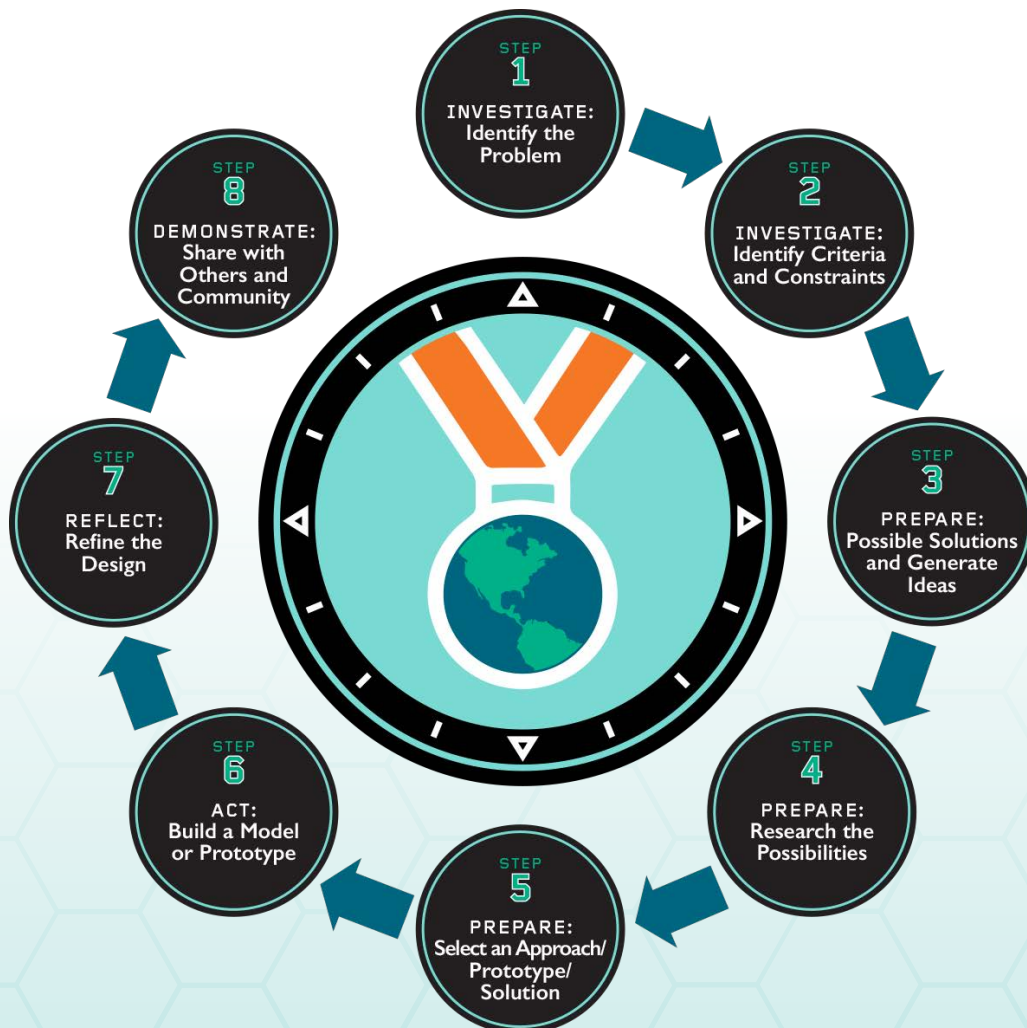 STEP
1
INVESTIGATE:
Identify the
Problem
STEP
2
INVESTIGATE:
Identify Criteria
and Constraints
STEP
3
PREPARE:
Possible Solutions
and Generate
Ideas
STEP
4
PREPARE:
Research the
Possibilities
STEP
5
PREPARE:
Select an Approach/
Prototype/
Solution
STEP
6
ACT:
Build a Model
or Prototype
STEP
7
REFLECT:
Refine the
Design
STEP
8
DEMONSTRATE:
Share with
Others and
Community